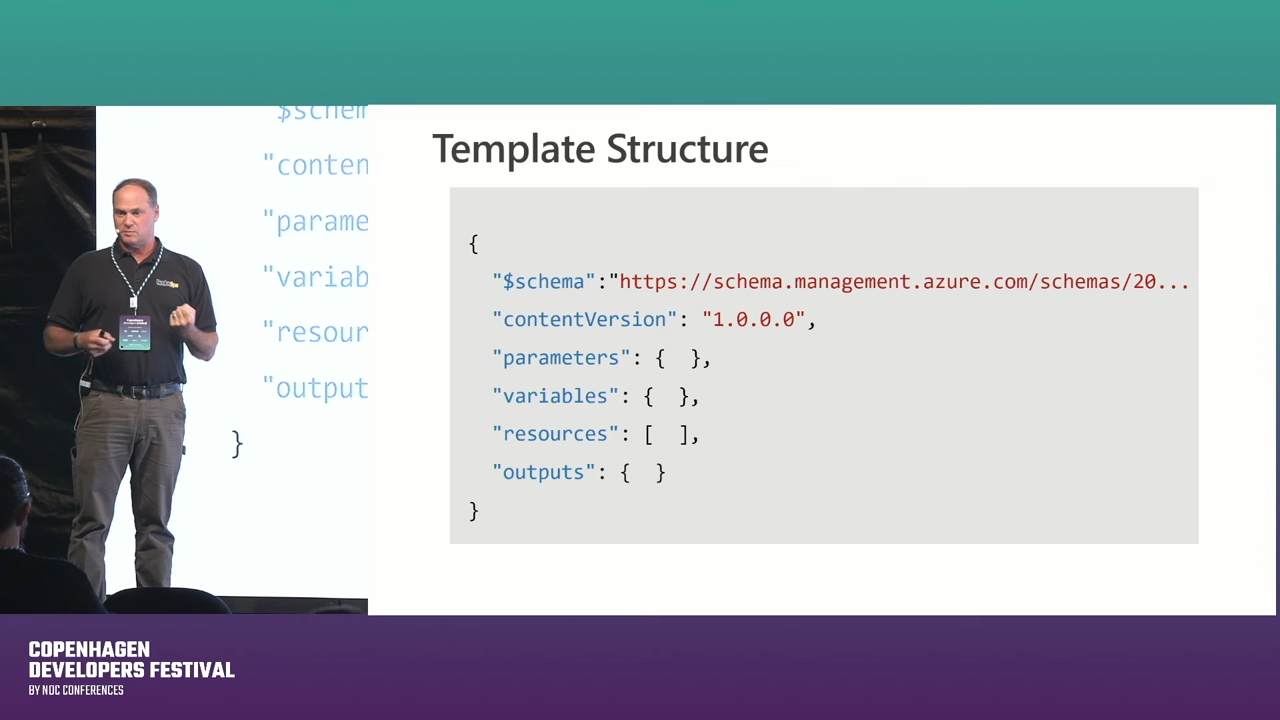 $schem
"conten
"parame
"variab
"resour
"output
}
Template Structure
{
"$schema":"https://schema.management.azure.com/schemas/20...
"contentVersion": "1.0.0.0",
"parameters": {  },
"variables": {  },
"resources": [  ],
"outputs": {  }
}
COPENHAGEN
DEVELOPERS FESTIVAL
BY NDC CONFERENCES